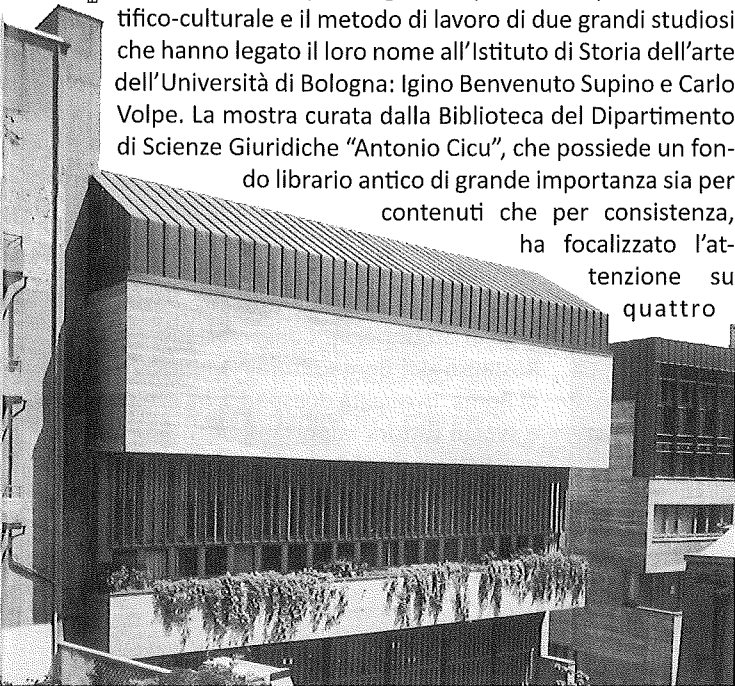 tifico-culturale e il metodo di lavoro di due grandi studiosi
che hanno legato il loro nome all'Istituto di Storia dell'arte
dell'Università di Bologna: Igino Benvenuto Supino e Carlo
Volpe. La mostra curata dalla Biblioteca del Dipartimento
di Scienze Giuridiche “Antonio Cicu”, che possiede un fon-
do librario antico di grande importanza sia per
contenuti che per consistenza,
ha focalizzato l'at-
tenzione su
quattro